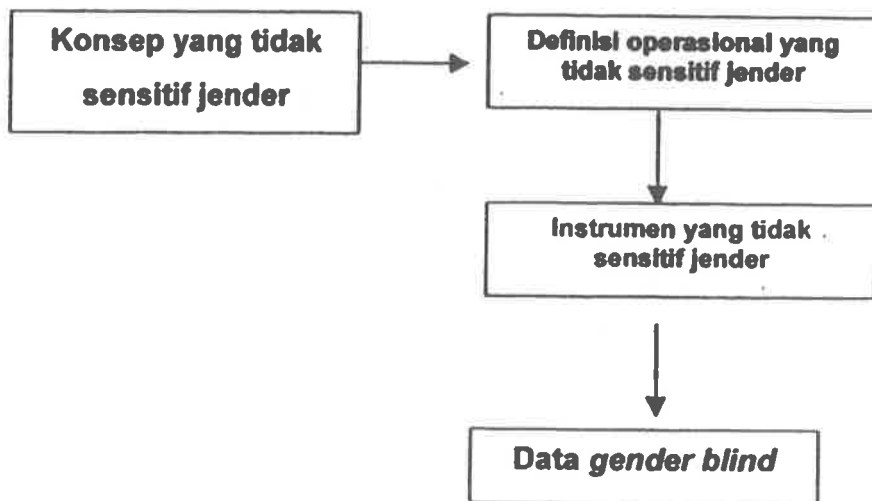 Konsep yang tidak
sensitif jender
Definisi operasional yang
tidak sensitif jender
Instrumen yang tidak
sensitif jender
Data gender blind